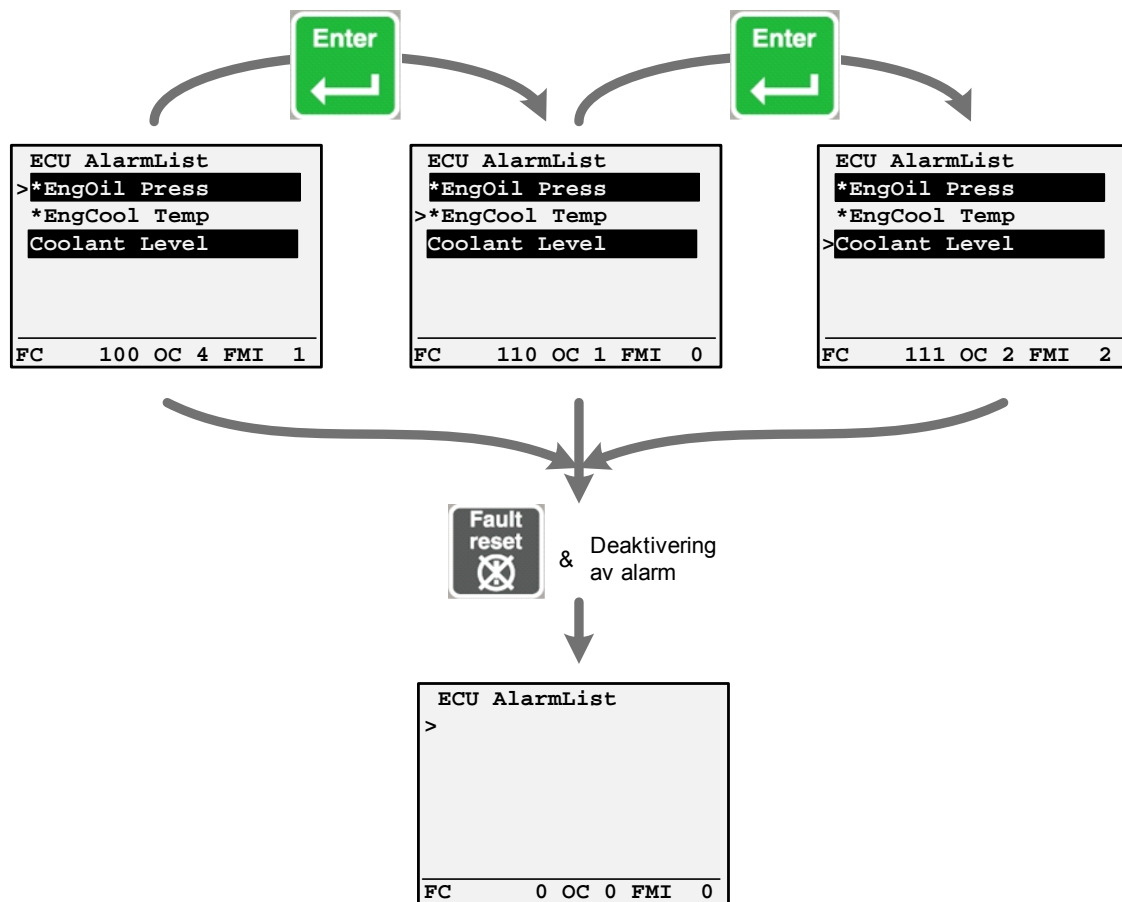 Enter
Enter
ECU AlarmList
>*EngOil Press
*EngCool Temp
Coolant Level
FC 100 OC 4 FMI 1
ECU AlarmList
*EngOil Press
>*EngCool Temp
Coolant Level
FC 110 OC 1 FMI 0
ECU AlarmList
*EngOil Press
*EngCool Temp
>Coolant Level
FC 111 OC 2 FMI 2
Fault
reset
& Deaktivering
av alarm
ECU AlarmList
>
FC 0 OC 0 FMI 0